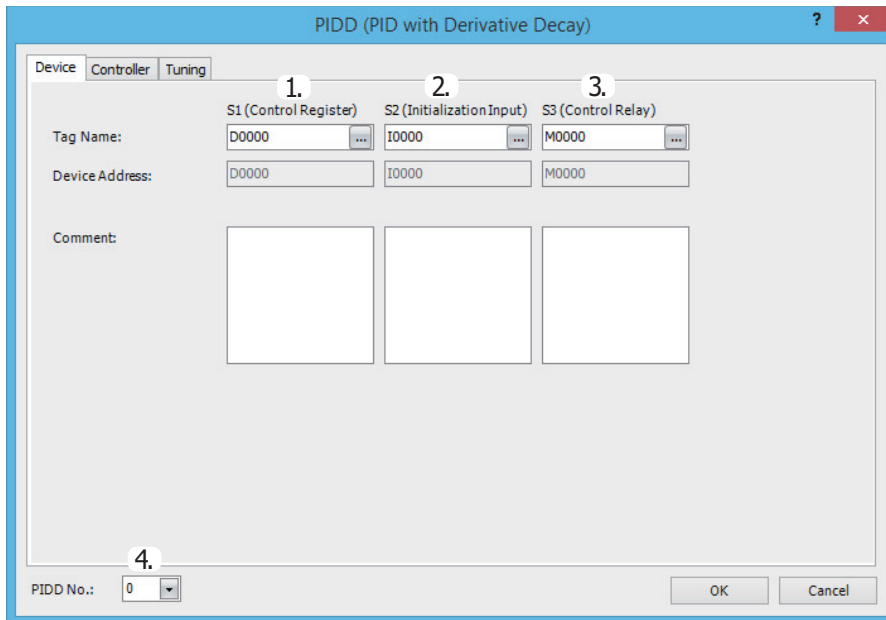 PIDD (PID with Derivative Decay)
?
×
Device Controller Tuning
1. 2. 3.
S1 (Control Register) S2 (Initialization Input) S3 (Control Relay)
Tag Name: D0000 ... I0000 ... M0000 ...
Device Address: D0000 I0000 M0000
Comment:
4.
PIDD No.: 0 OK Cancel